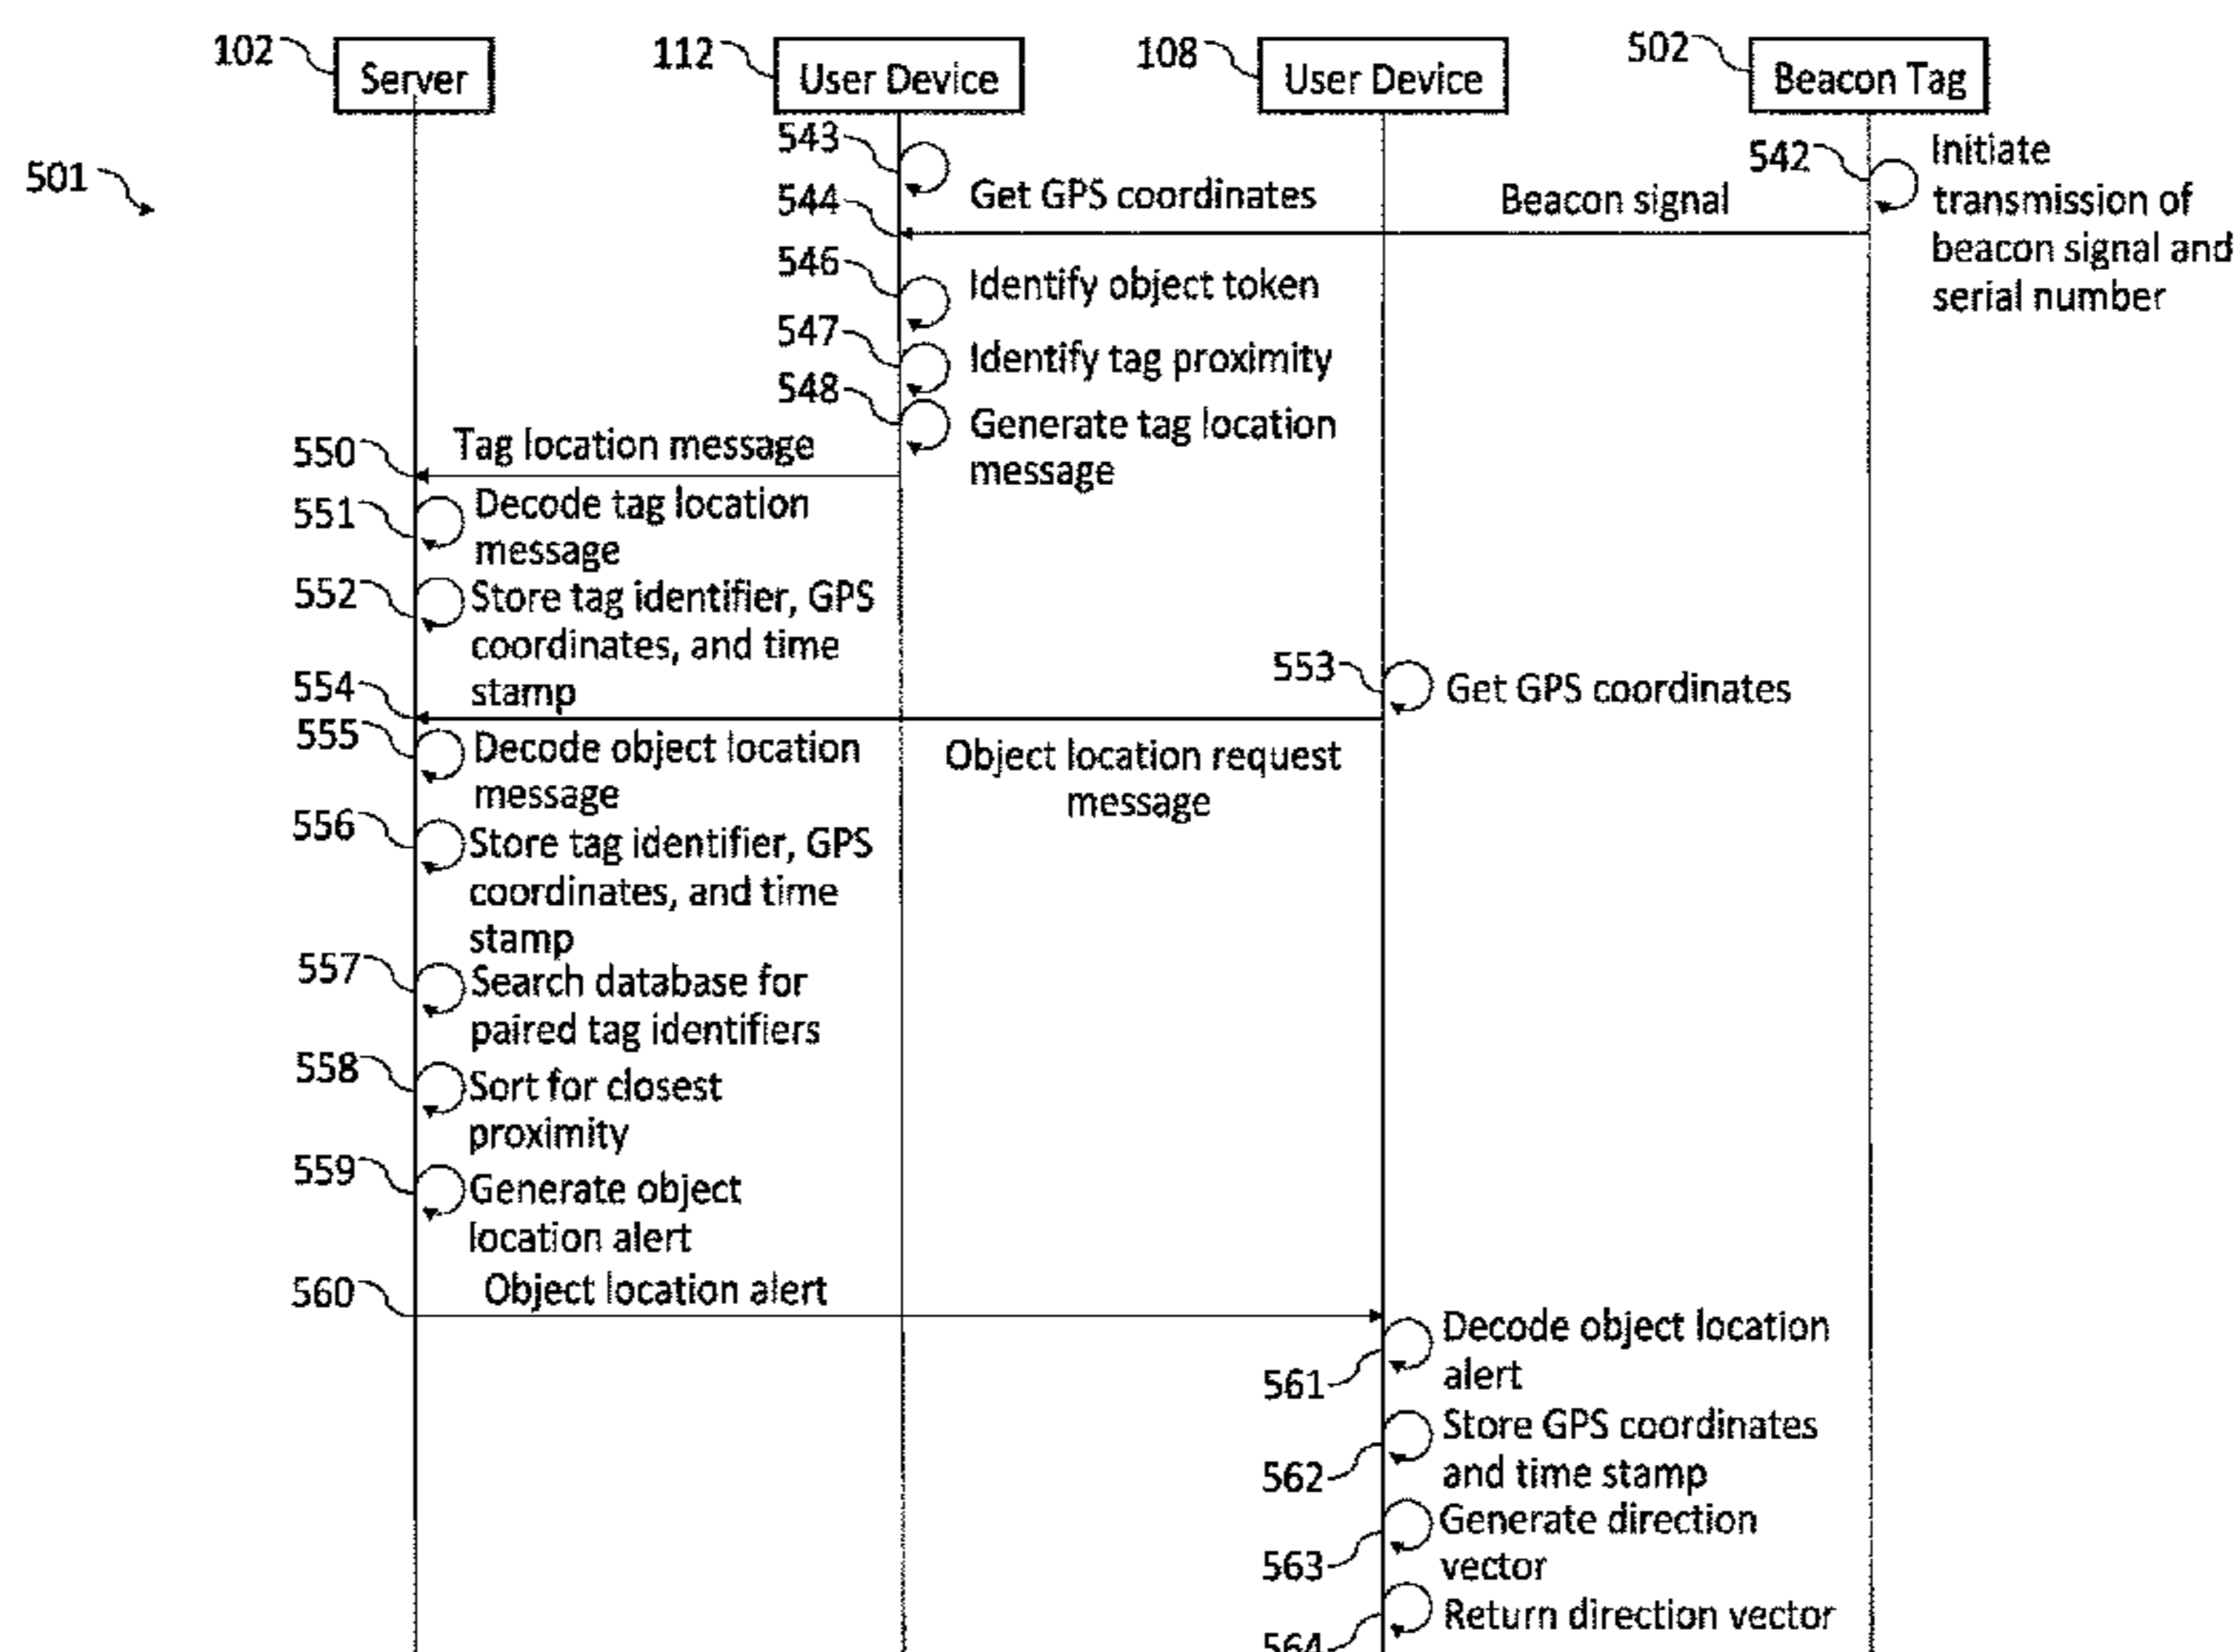 102 Server 112 User Device 108 User Device 502 Beacon Tag
501
543
Get GPS coordinates
542
Initiate
transmission of
beacon signal and
serial number
544
Beacon signal
546
Identify object token
547
Identify tag proximity
548
Generate tag location
message
550
Tag location message
551
Decode tag location
message
552
Store tag identifier, GPS
coordinates, and time
stamp
553
Get GPS coordinates
554
Object location request
message
555
Decode object location
message
556
Store tag identifier, GPS
coordinates, and time
stamp
557
Search database for
paired tag identifiers
558
Sort for closest
proximity
559
Generate object
location alert
560
Object location alert
561
Decode object location
alert
562
Store GPS coordinates
and time stamp
563
Generate direction
vector
564
Return direction vector